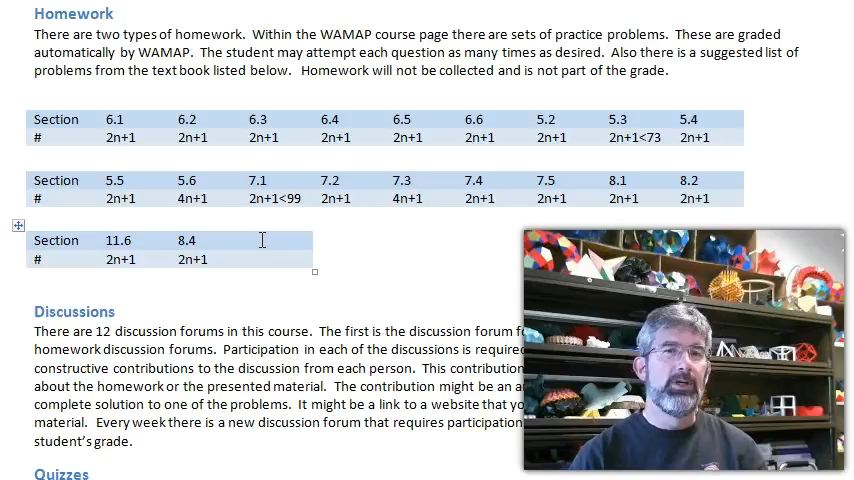 Homework
There are two types of homework. Within the WAMAP course page there are sets of practice problems. These are graded
automatically by WAMAP. The student may attempt each question as many times as desired. Also there is a suggested list of
problems from the text book listed below. Homework will not be collected and is not part of the grade.
Section 6.1 6.2 6.3 6.4 6.5 6.6 5.2 5.3 5.4
# 2n+1 2n+1 2n+1 2n+1 2n+1 2n+1 2n+1 2n+1<73 2n+1
Section 5.5 5.6 7.1 7.2 7.3 7.4 7.5 8.1 8.2
# 2n+1 4n+1 2n+1<99 2n+1 4n+1 2n+1 2n+1 2n+1 2n+1
Section 11.6 8.4
# 2n+1 2n+1
Discussions
There are 12 discussion forums in this course. The first is the discussion forum
homework discussion forums. Participation in each of the discussions is required
constructive contributions to the discussion from each person. This contribution
about the homework or the presented material. The contribution might be an
complete solution to one of the problems. It might be a link to a website that
material. Every week there is a new discussion forum that requires participation
student's grade.
Quizzes